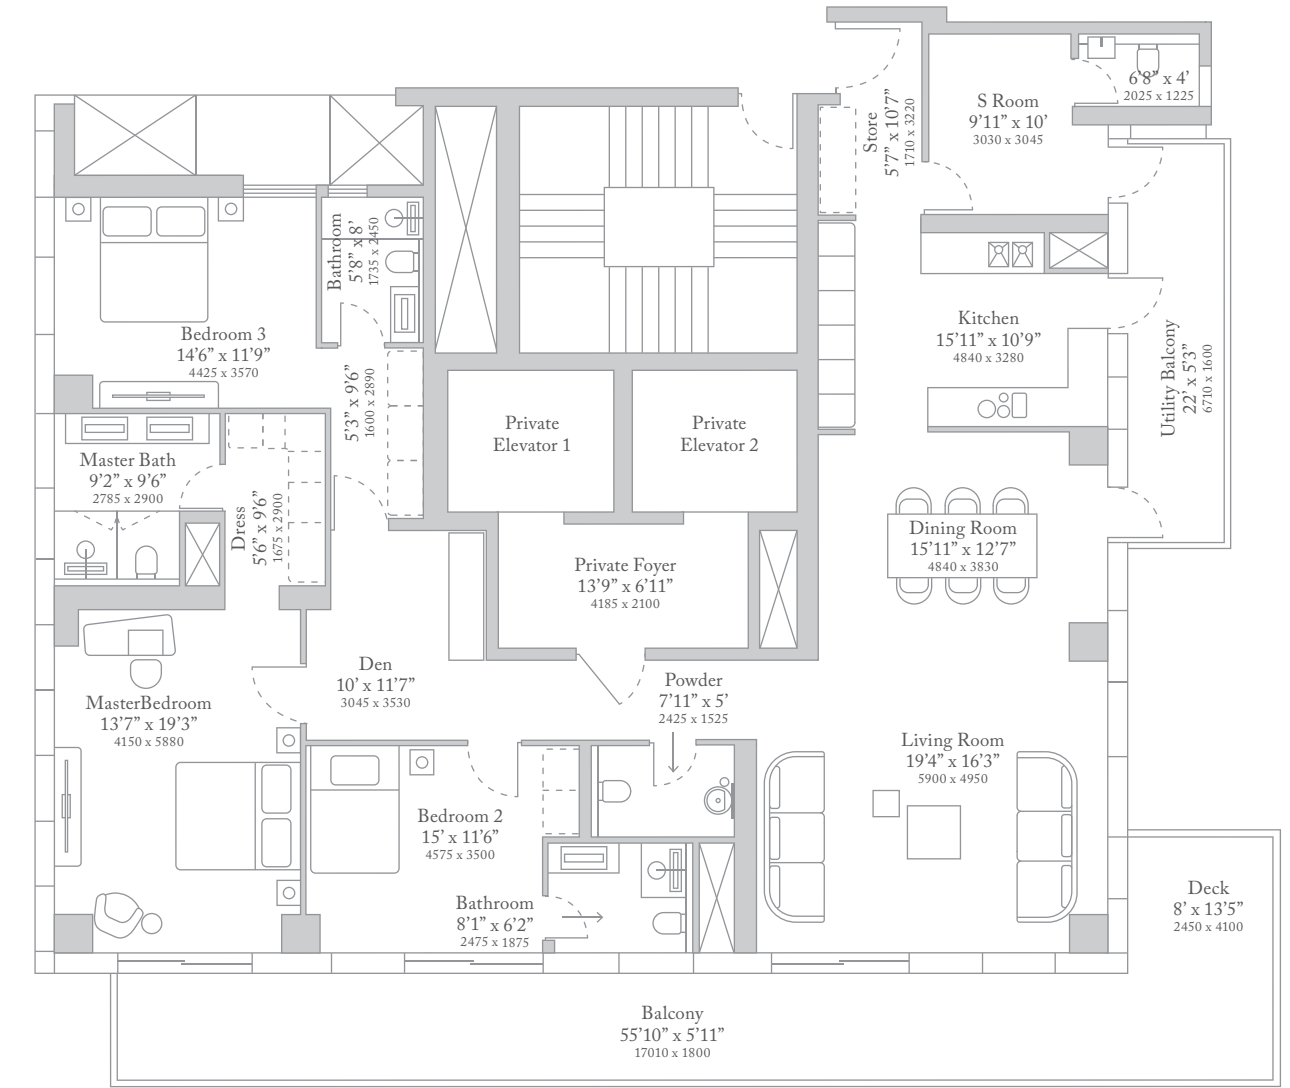 6’8” x 4’
2025 x 1225
S Room
9’11” x 10’
3030 x 3045
Store
5’7” x 10’7”
1710 x 3220
Bathroom
5’8” x 8’
1735 x 2450
Bedroom 3
14’6” x 11’9”
4425 x 3570
Kitchen
15’11” x 10’9”
4840 x 3280
Utility Balcony
22’ x 5’3”
6710 x 1600
5’3” x 9’6”
1600 x 2890
Private
Elevator 1
Private
Elevator 2
Master Bath
9’2” x 9’6”
2785 x 2900
Dress
5’6” x 9’6”
1675 x 2900
Dining Room
15’11” x 12’7”
4840 x 3830
Private Foyer
13’9” x 6’11”
4185 x 2100
Den
10’ x 11’7”
3045 x 3530
Powder
7’11” x 5’
2425 x 1525
MasterBedroom
13’7” x 19’3”
4150 x 5880
Living Room
19’4” x 16’3”
5900 x 4950
Bedroom 2
15’ x 11’6”
4575 x 3500
Bathroom
8’1” x 6’2”
2475 x 1875
Deck
8’ x 13’5”
2450 x 4100
Balcony
55’10” x 5’11”
17010 x 1800